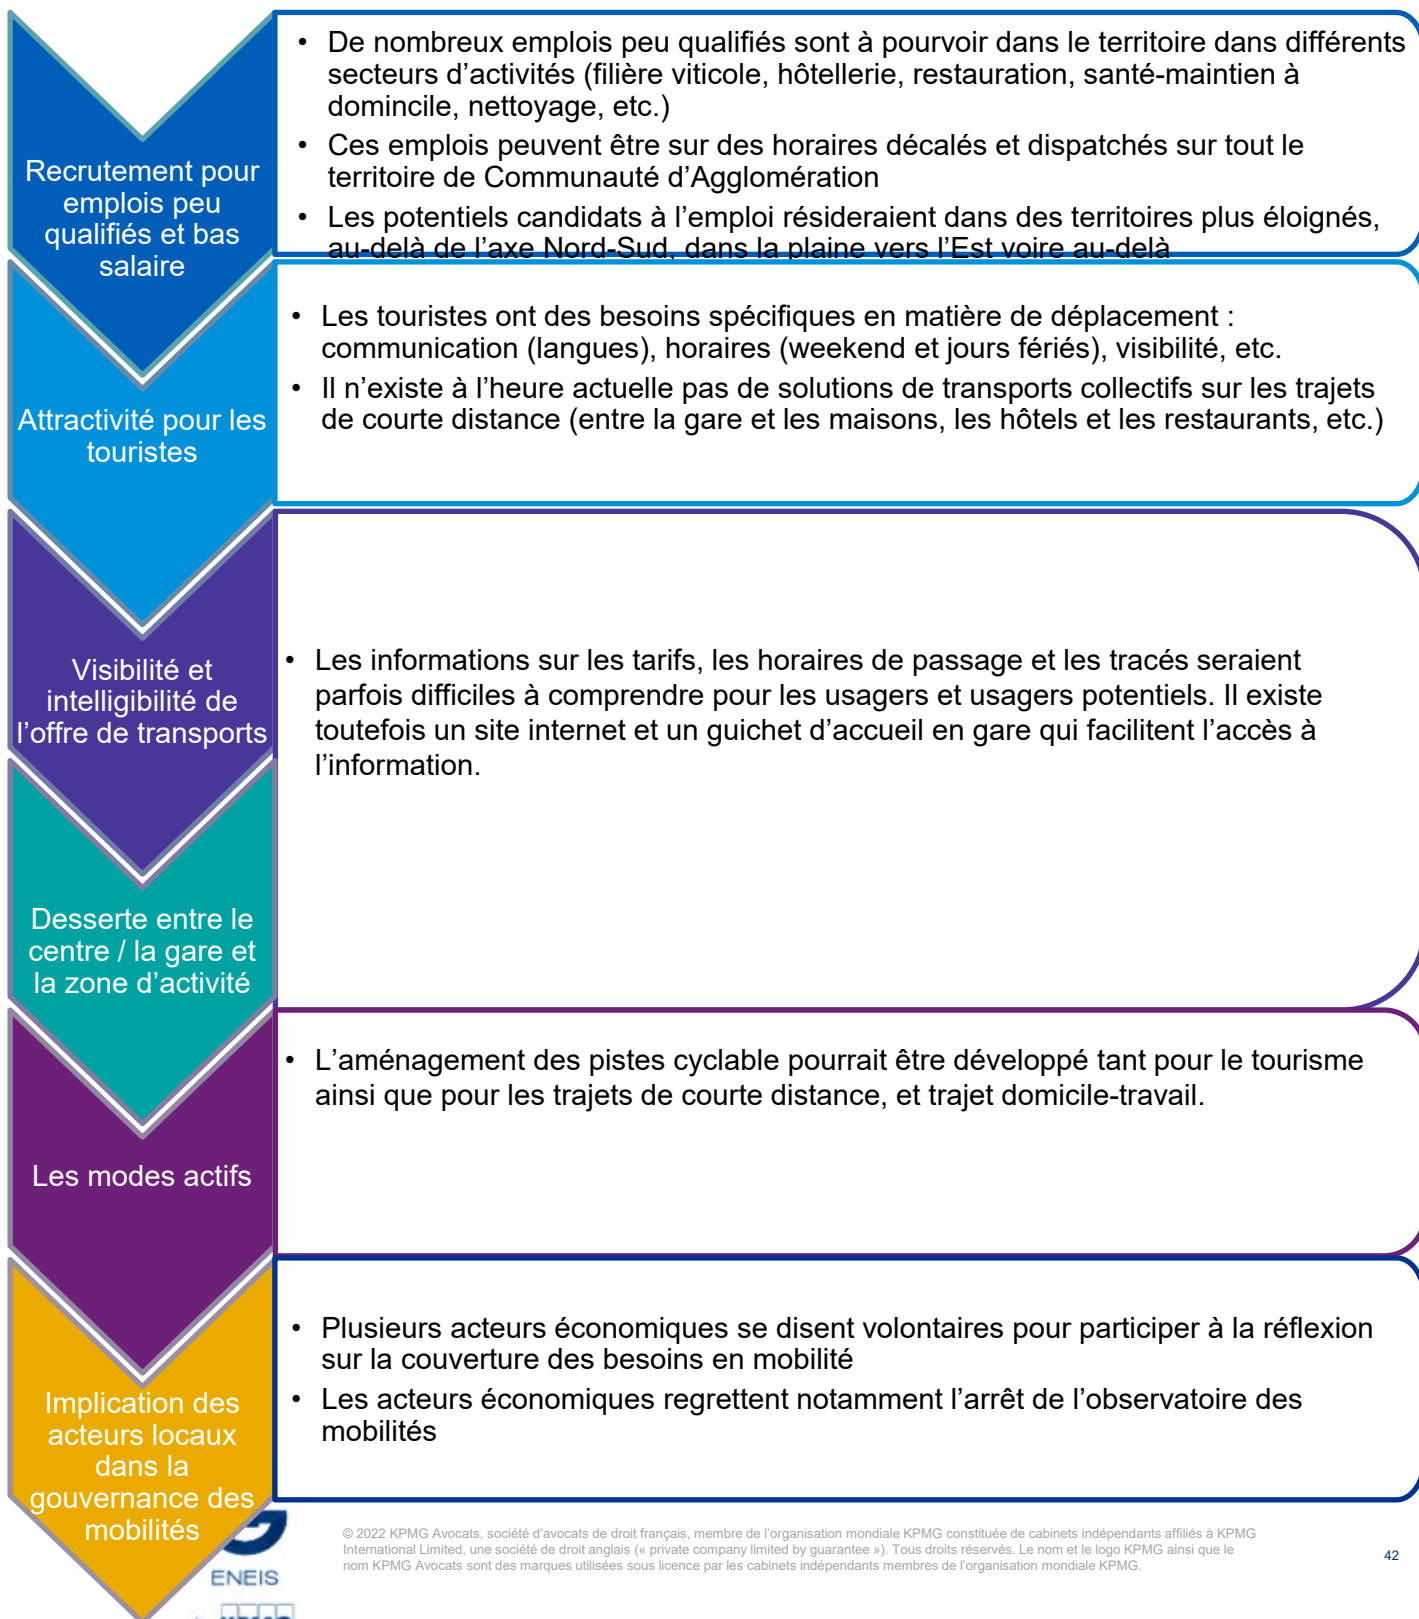 Recrutement pour
emplois peu
qualifiés et bas
salaire
• De nombreux emplois peu qualifiés sont à pourvoir dans le territoire dans différents
secteurs d’activités (filière viticole, hôtellerie, restauration, santé-maintien à
domincile, nettoyage, etc.)
• Ces emplois peuvent être sur des horaires décalés et dispatchés sur tout le
territoire de Communauté d’Agglomération
• Les potentiels candidats à l’emploi résideraient dans des territoires plus éloignés,
au-delà de l’axe Nord-Sud, dans la plaine vers l’Est voire au-delà
Attractivité pour les
touristes
• Les touristes ont des besoins spécifiques en matière de déplacement :
communication (langues), horaires (weekend et jours fériés), visibilité, etc.
• Il n’existe à l’heure actuelle pas de solutions de transports collectifs sur les trajets
de courte distance (entre la gare et les maisons, les hôtels et les restaurants, etc.)
Visibilité et
intelligibilité de
l’offre de transports
• Les informations sur les tarifs, les horaires de passage et les tracés seraient
parfois difficiles à comprendre pour les usagers et usagers potentiels. Il existe
toutefois un site internet et un guichet d’accueil en gare qui facilitent l’accès à
l’information.
Desserte entre le
centre / la gare et
la zone d’activité
Les modes actifs
• L’aménagement des pistes cyclable pourrait être développé tant pour le tourisme
ainsi que pour les trajets de courte distance, et trajet domicile-travail.
Implication des
acteurs locaux
dans la
gouvernance des
mobilités
• Plusieurs acteurs économiques se disent volontaires pour participer à la réflexion
sur la couverture des besoins en mobilité
• Les acteurs économiques regrettent notamment l’arrêt de l’observatoire des
mobilités
ENEIS
KPMG
© 2022 KPMG Avocats, société d’avocats de droit français, membre de l’organisation mondiale KPMG constituée de cabinets indépendants affiliés à KPMG
International Limited, une société de droit anglais (« private company limited by guarantee »). Tous droits réservés. Le nom et le logo KPMG ainsi que le
nom KPMG Avocats sont des marques utilisées sous licence par les cabinets indépendants membres de l’organisation mondiale KPMG.
42